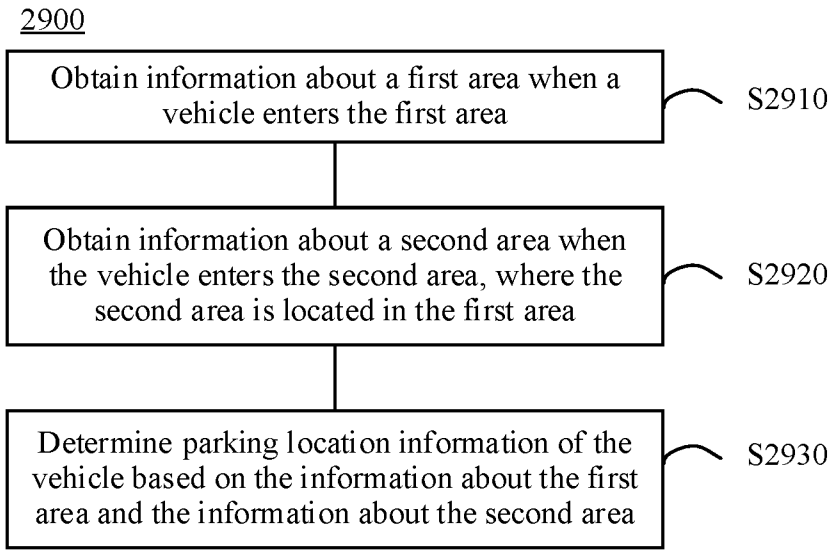 2900
Obtain information about a first area when a
vehicle enters the first area
S2910
Obtain information about a second area when
the vehicle enters the second area, where the
second area is located in the first area
S2920
Determine parking location information of the
vehicle based on the information about the first
area and the information about the second area
S2930